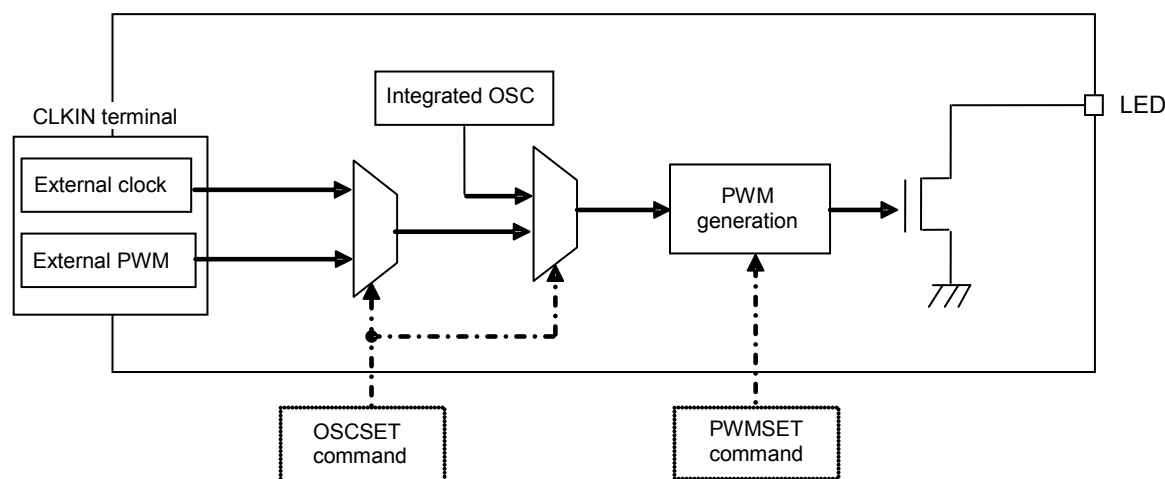 Integrated OSC
LED
CLKIN terminal
External clock
External PWM
PWM
generation
OSCSET
command
PWMSET
command